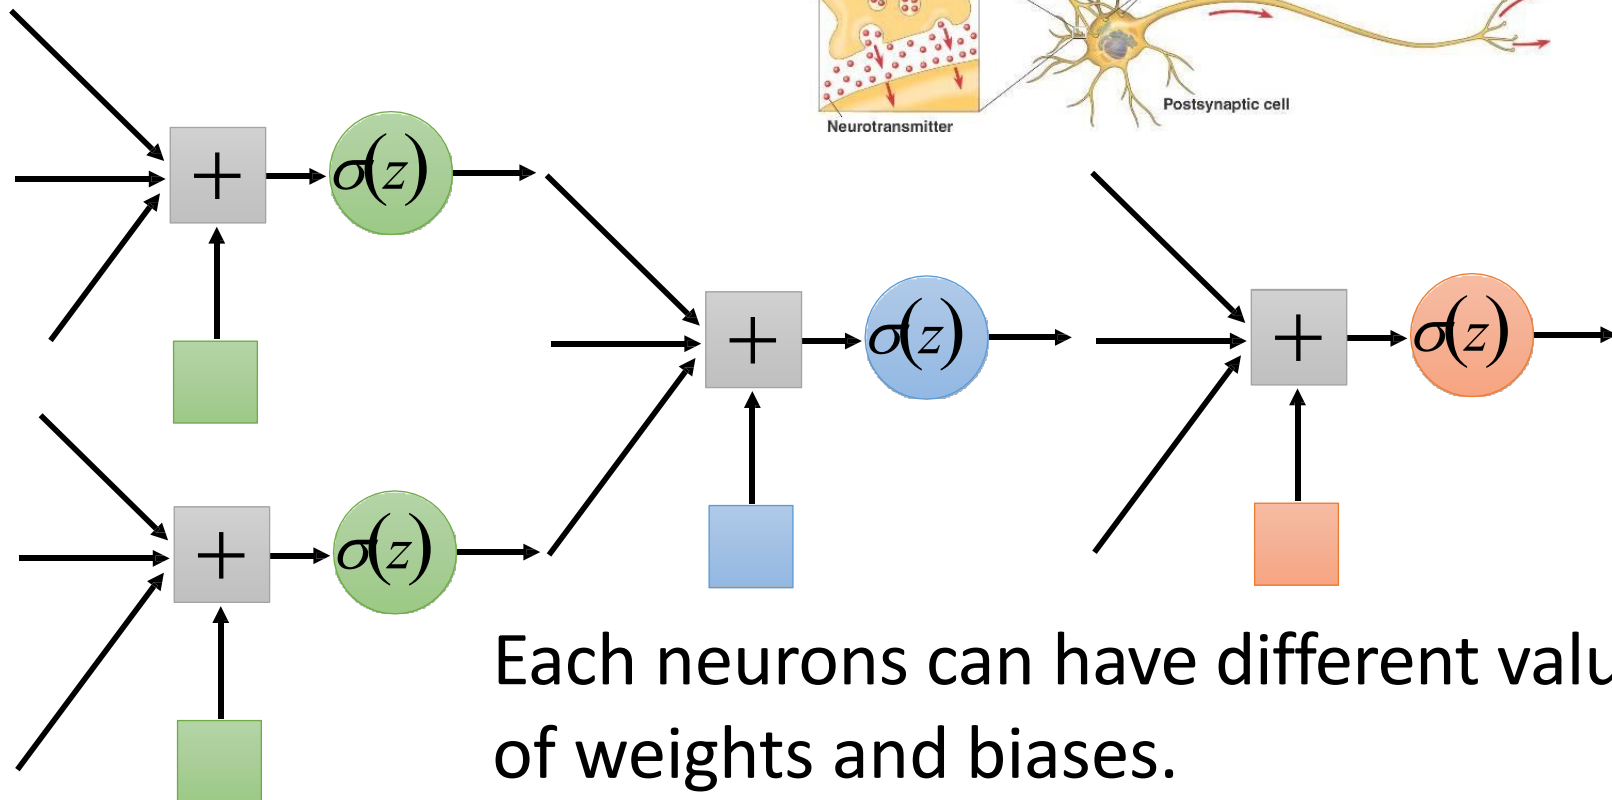 Postsynaptic cell
Neurotransmitter
+ σ(z)
+ σ(z)
+ σ(z)
+ σ(z)
Each neurons can have different valu
of weights and biases.